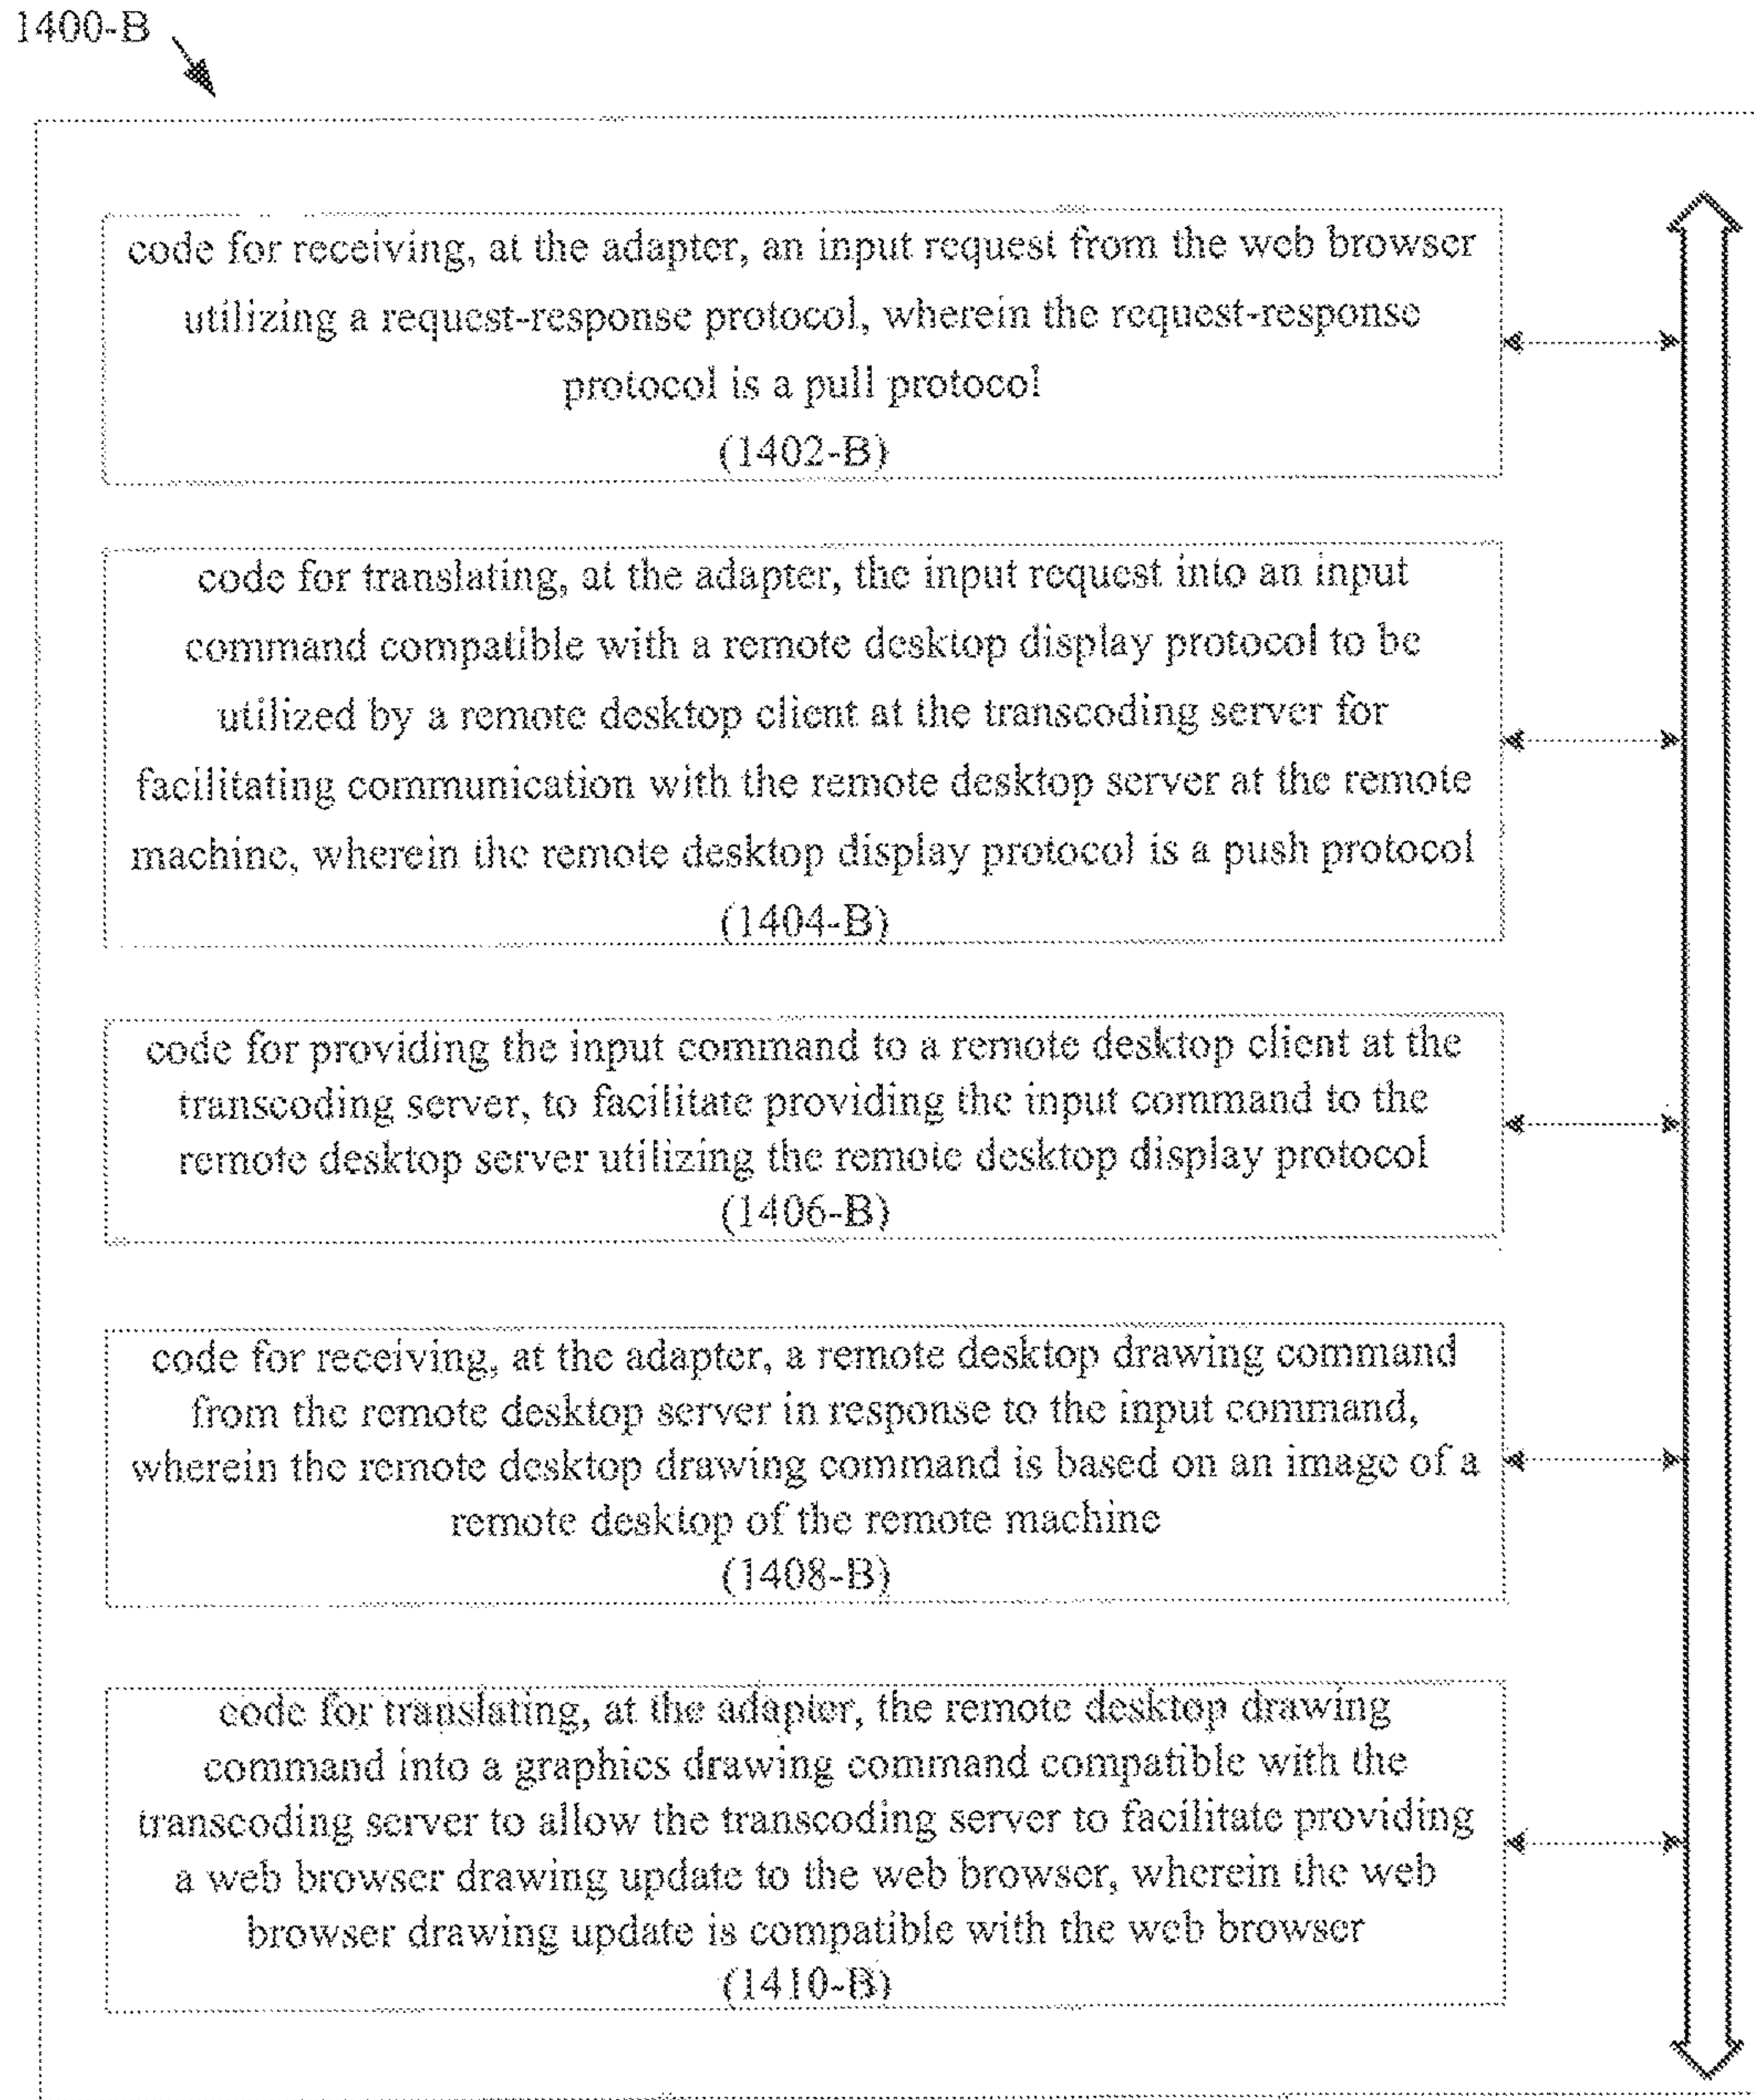 1400-B
code for receiving, at the adapter, an input request from the web browser
utilizing a request-response protocol, wherein the request-response
protocol is a pull protocol
(1402-B)
code for translating, at the adapter, the input request into an input
command compatible with a remote desktop display protocol to be
utilized by a remote desktop client at the transcoding server for
facilitating communication with the remote desktop server at the remote
machine, wherein the remote desktop display protocol is a push protocol
(1404-B)
code for providing the input command to a remote desktop client at the
transcoding server, to facilitate providing the input command to the
remote desktop server utilizing the remote desktop display protocol
(1406-B)
code for receiving, at the adapter, a remote desktop drawing command
from the remote desktop server in response to the input command,
wherein the remote desktop drawing command is based on an image of a
remote desktop of the remote machine
(1408-B)
code for translating, at the adapter, the remote desktop drawing
command into a graphics drawing command compatible with the
transcoding server to allow the transcoding server to facilitate providing
a web browser drawing update to the web browser, wherein the web
browser drawing update is compatible with the web browser
(1410-B)